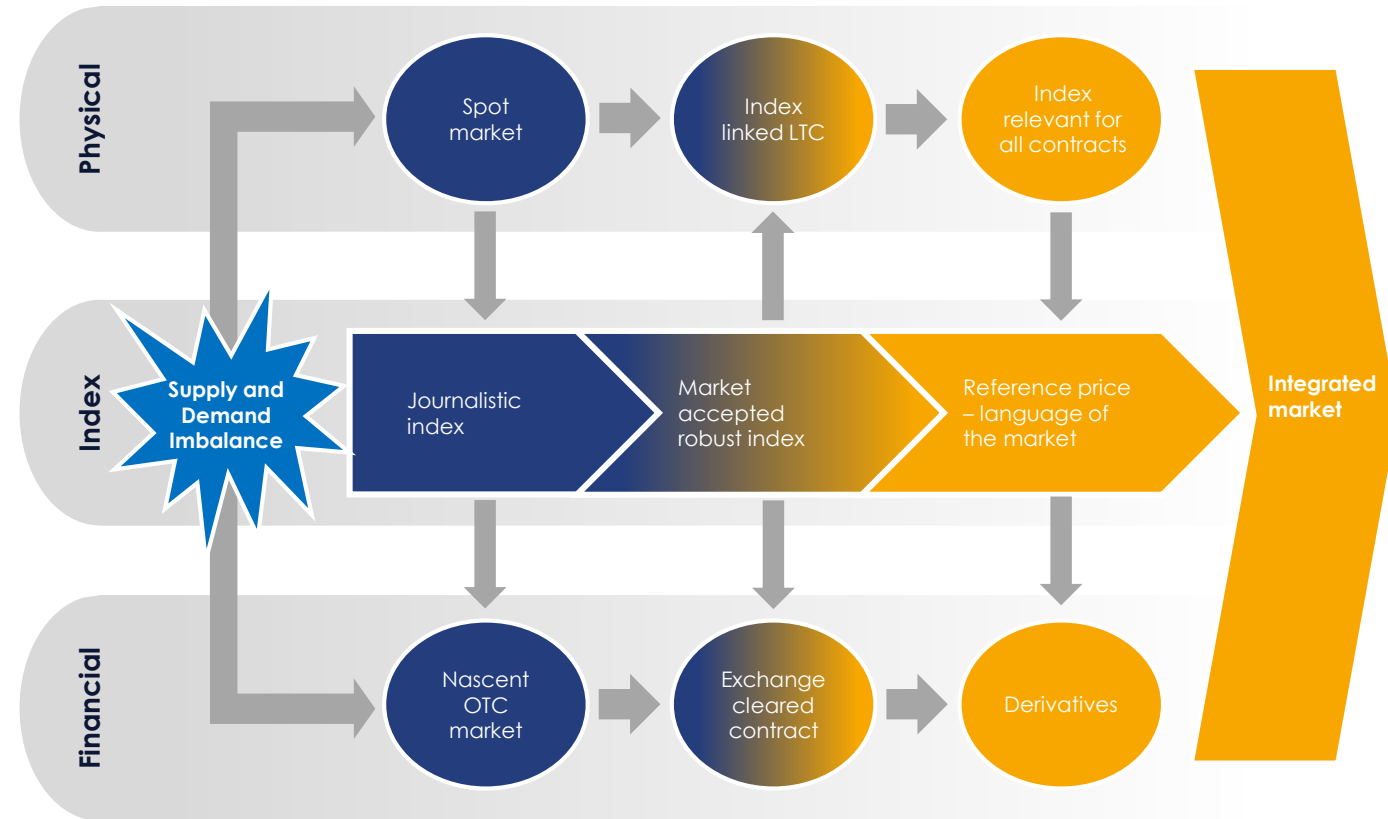 Physical
Spot
market
Index
linked LTC
Index
relevant for
all contracts
Index
Supply and
Demand
Imbalance
Journalistic
index
Market
accepted
robust index
Reference price
– language of
the market
Integrated
market
Financial
Nascent
OTC
market
Exchange
cleared
contract
Derivatives